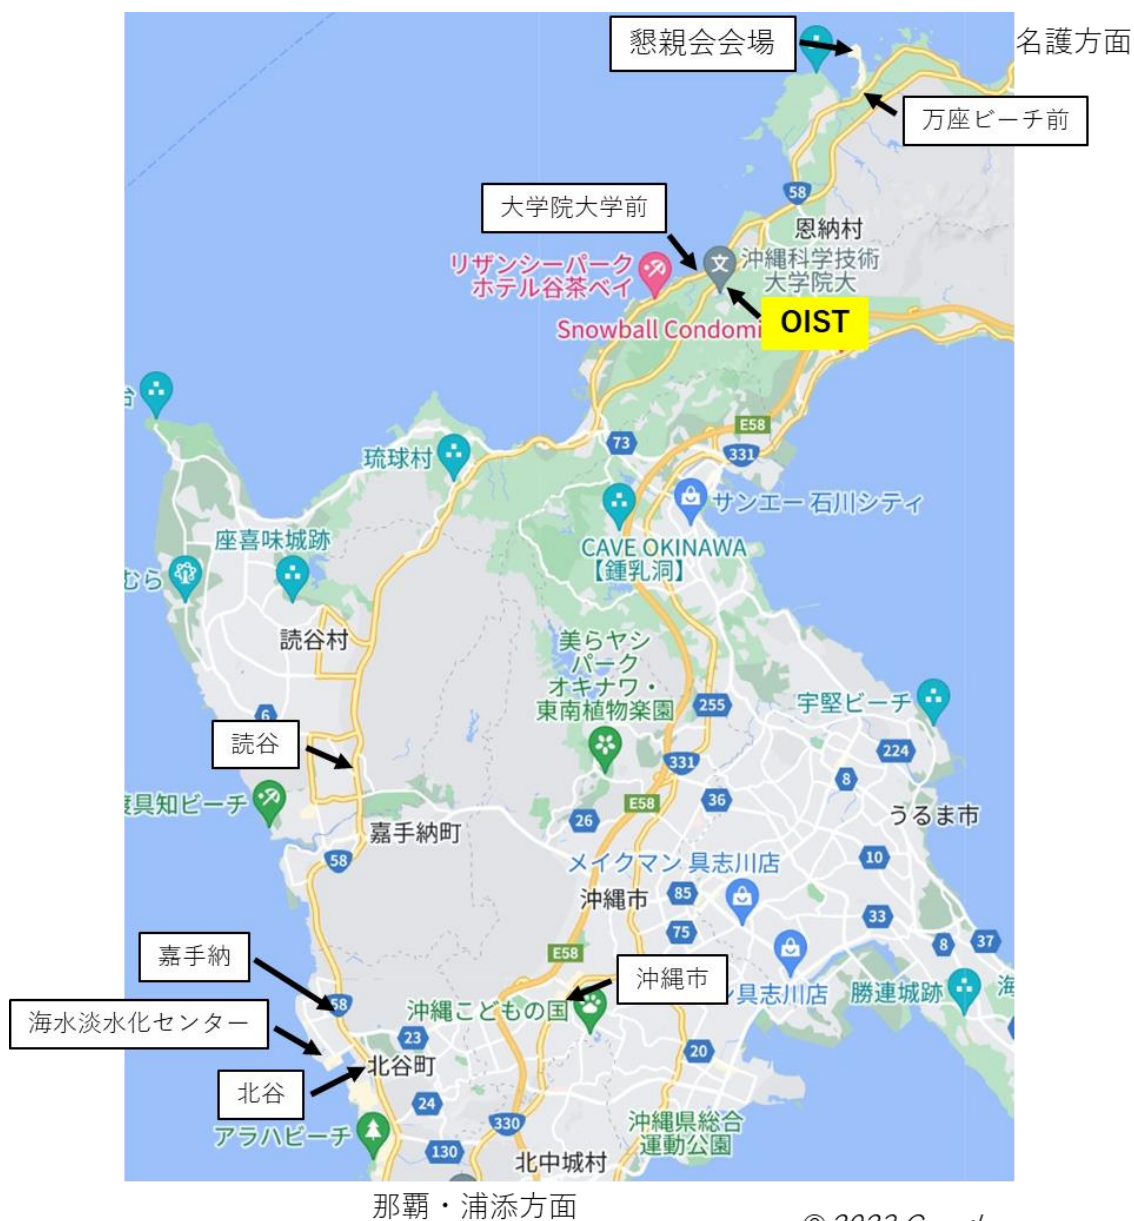 懇親会会場
名護方面
万座ビーチ前
58
大学院大学前
恩納村
リザンシーパーク
ホテル谷茶ベイ
沖縄科学技術
大学院大
OIST
Snowball Condomi
E58
73
331
琉球村
サンエー 石川シティ
CAVE OKINAWA
【鍾乳洞】
座喜味城跡
むら
読谷村
美らヤシ
パーク
オキナワ・
東南植物楽園
255
宇堅ビーチ
6
読谷
224
331
8
E58
36
具知ビーチ
26
うるま市
嘉手納町
58
10
メイクマン 具志川店
沖縄市
85
33
75
8
37
嘉手納
E58
沖縄市
具志川店
勝連城跡
海
58
沖縄こどもの国
海水淡水化センター
23
北谷町
20
北谷
24
アラハビーチ
330
沖縄県総合
運動公園
130
北中城村
那覇・浦添方面